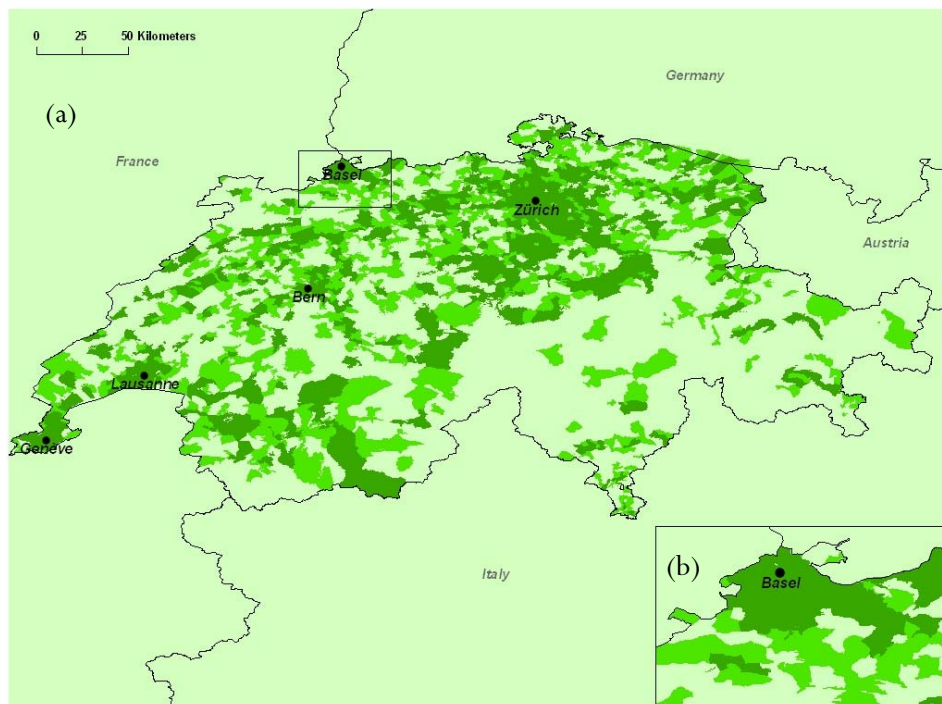 0 25 50 Kilometers
Germany
(a)
France
Basel
Zürich
Austria
Bern
Lausanne
Genève
Italy
(b)
Basel